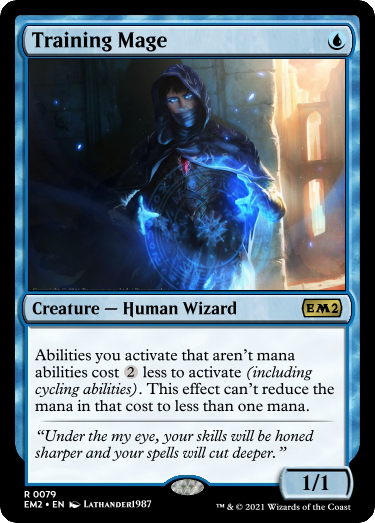 Training Mage
Creature — Human Wizard
EM2
Abilities you activate that aren't mana
abilities cost 2 less to activate (including
cycling abilities). This effect can't reduce the
mana in that cost to less than one mana.
"Under the my eye, your skills will be honed
sharper and your spells will cut deeper."
1/1
R 0079
EM2 • EN Lathander1987
™ & © 2021 Wizards of the Coast